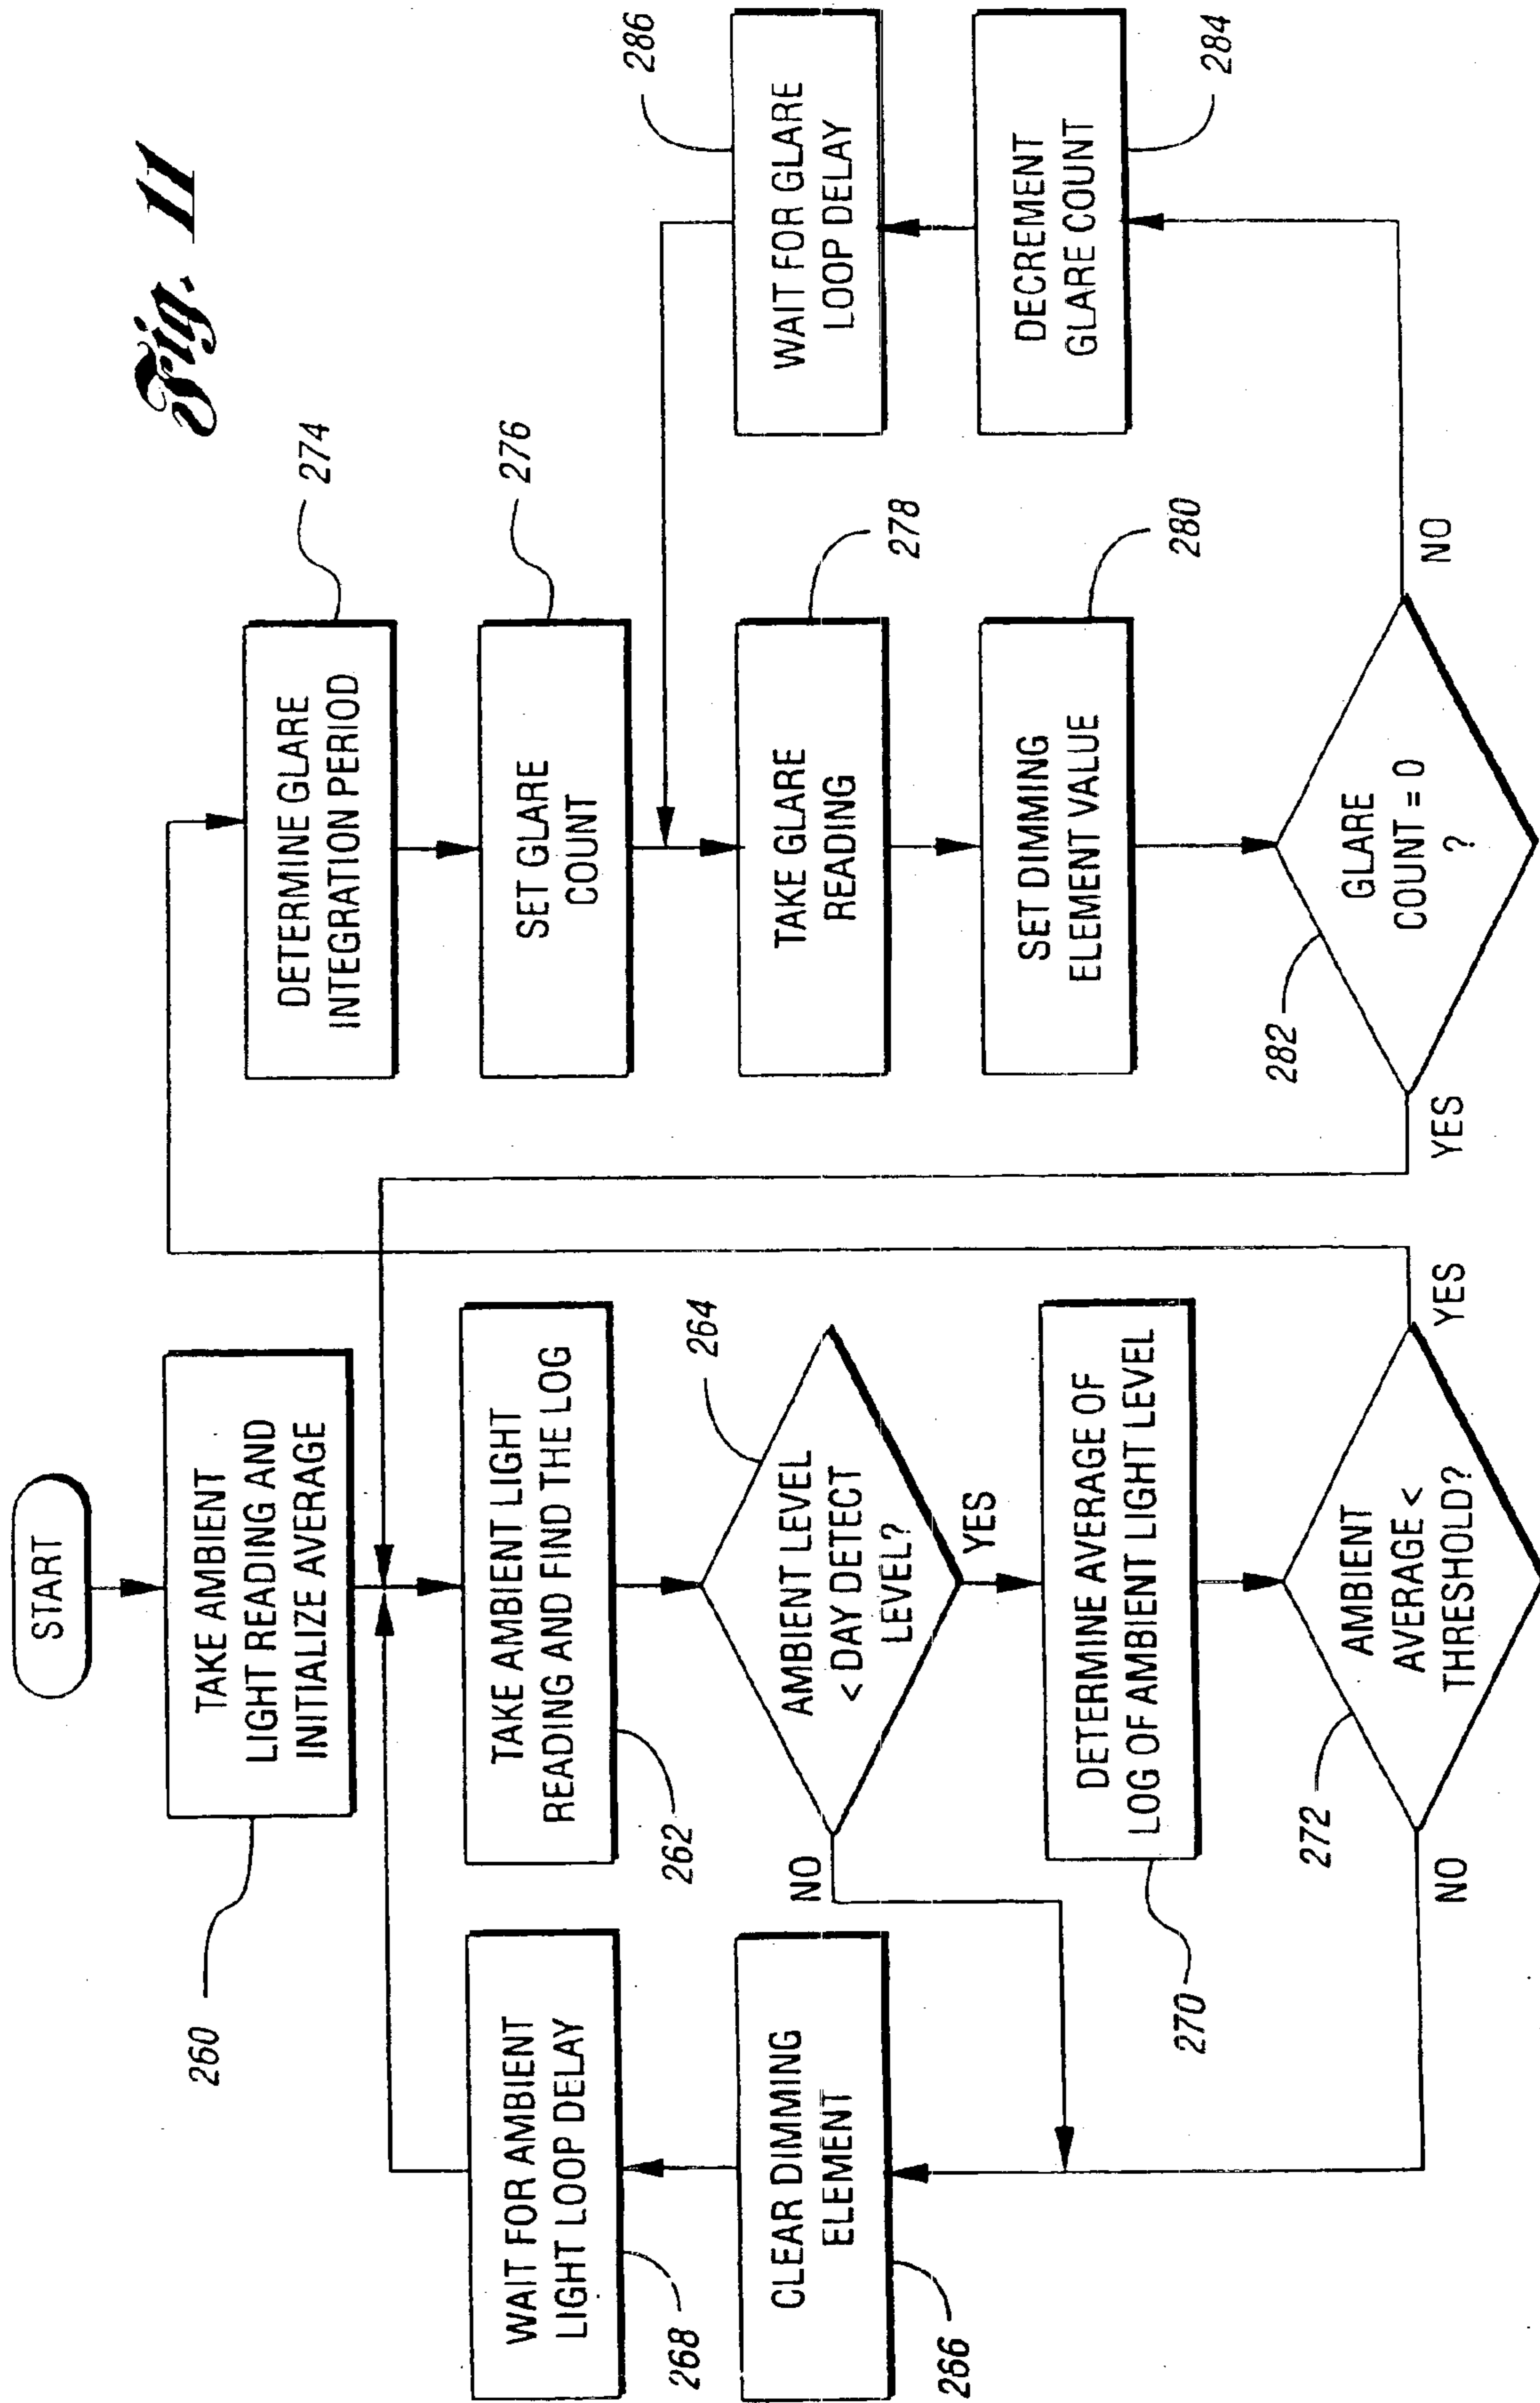 Fig. 11
START
TAKE AMBIENT
LIGHT READING AND
INITIALIZE AVERAGE
260
TAKE AMBIENT LIGHT
READING AND FIND THE LOG
262
AMBIENT LEVEL
< DAY DETECT
LEVEL?
264
NO
YES
WAIT FOR AMBIENT
LIGHT LOOP DELAY
268
CLEAR DIMMING
ELEMENT
266
DETERMINE AVERAGE OF
LOG OF AMBIENT LIGHT LEVEL
270
AMBIENT
AVERAGE <
THRESHOLD?
272
NO
YES
DETERMINE GLARE
INTEGRATION PERIOD
274
SET GLARE
COUNT
276
TAKE GLARE
READING
278
SET DIMMING
ELEMENT VALUE
280
GLARE
COUNT = 0
?
282
YES
NO
WAIT FOR GLARE
LOOP DELAY
286
DECREMENT
GLARE COUNT
284